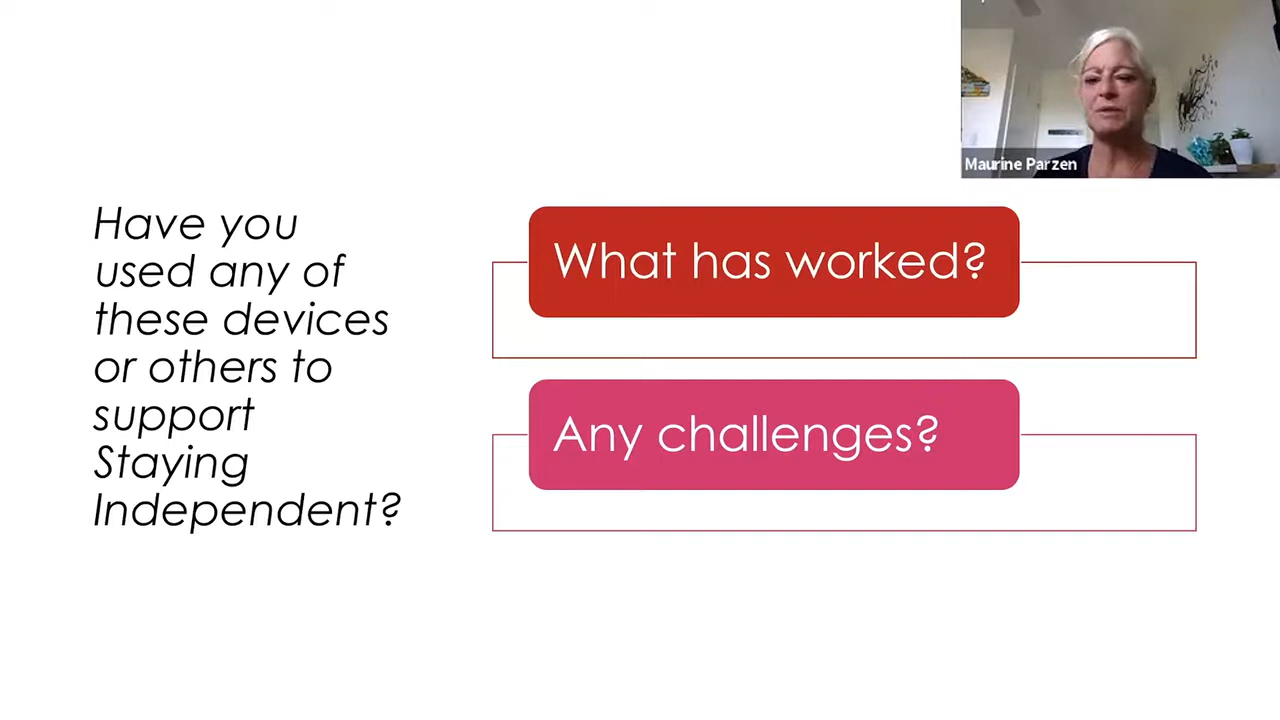 Maurine Parzen
Have you
used any of
these devices
or others to
support
Staying
Independent?
What has worked?
Any challenges?